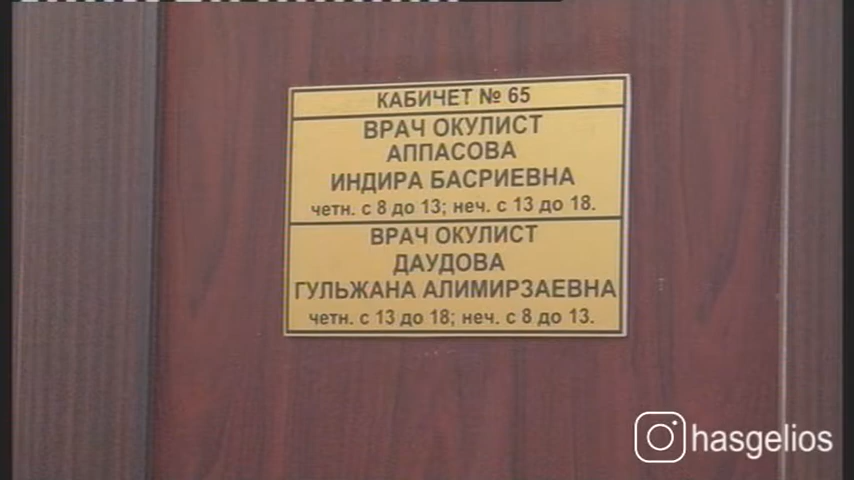 КАБИЧЕТ № 65
ВРАЧ ОКУЛИСТ
АППАСОВА
ИНДИРА БАСРИЕВНА
четн. с 8 до 13; неч. с 13 до 18.
ВРАЧ ОКУЛИСТ
ДАУДОВА
ГУЛЬЖАНА АЛИМИРЗАЕВНА
четн. с 13 до 18; неч. с 8 до 13.
hasgelios